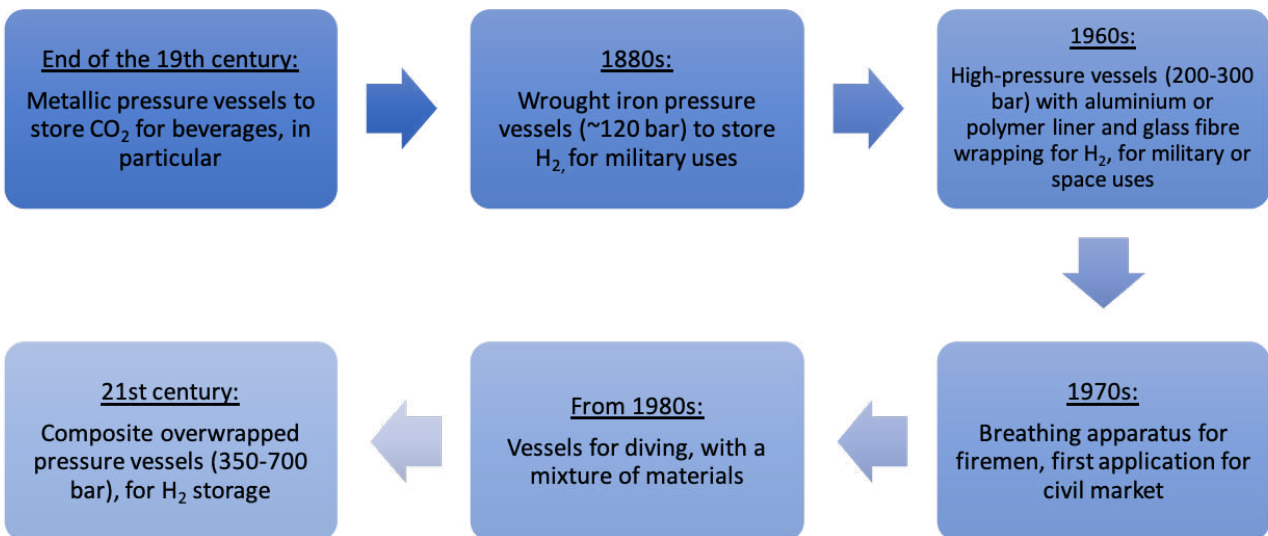 End of the 19th century:
Metallic pressure vessels to
store CO₂ for beverages, in
particular
1880s:
Wrought iron pressure
vessels (~120 bar) to store
H₂, for military uses
1960s:
High-pressure vessels (200-300
bar) with aluminium or
polymer liner and glass fibre
wrapping for H₂, for military or
space uses
1970s:
Breathing apparatus for
firemen, first application for
civil market
From 1980s:
Vessels for diving, with a
mixture of materials
21st century:
Composite overwrapped
pressure vessels (350-700
bar), for H₂ storage